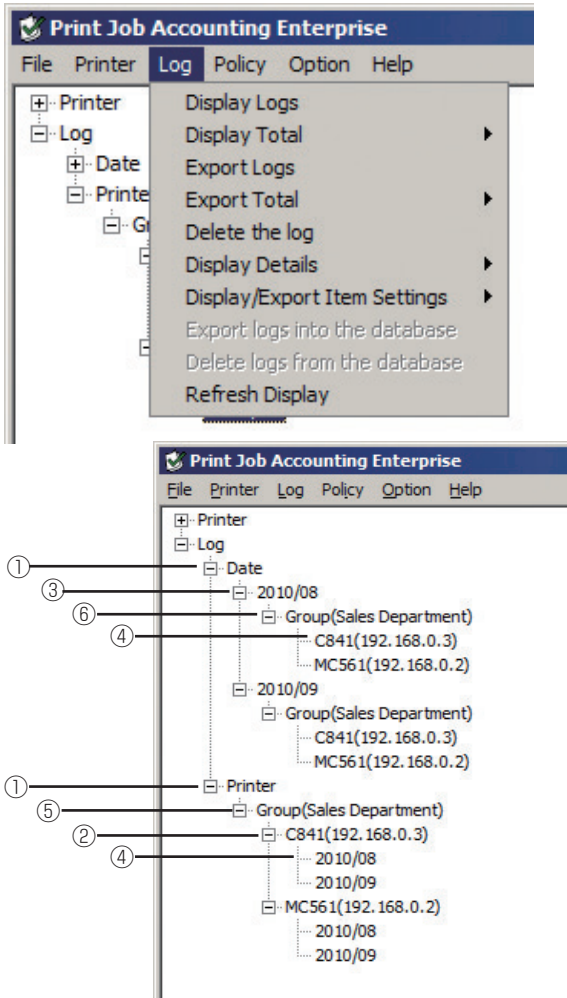 Print Job Accounting Enterprise
File Printer Log Policy Option Help
Printer
Log
Date
Printe
G
Display Logs
Display Total
Export Logs
Export Total
Delete the log
Display Details
Display/Export Item Settings
Export logs into the database
Delete logs from the database
Refresh Display
Print Job Accounting Enterprise
File Printer Log Policy Option Help
Printer
Log
① Date
③ 2010/08
⑥ Group(Sales Department)
④ C841(192.168.0.3)
MC561(192.168.0.2)
2010/09
Group(Sales Department)
C841(192.168.0.3)
MC561(192.168.0.2)
① Printer
⑤ Group(Sales Department)
② C841(192.168.0.3)
④ 2010/08
2010/09
MC561(192.168.0.2)
2010/08
2010/09